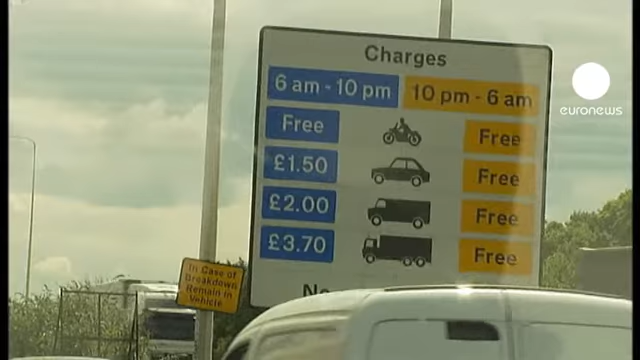 Charges
6 am - 10 pm 10 pm - 6 am
Free Free
£1.50 Free
£2.00 Free
£3.70 Free
No
In Case of
Breakdown
Remain in
Vehicle
euronews